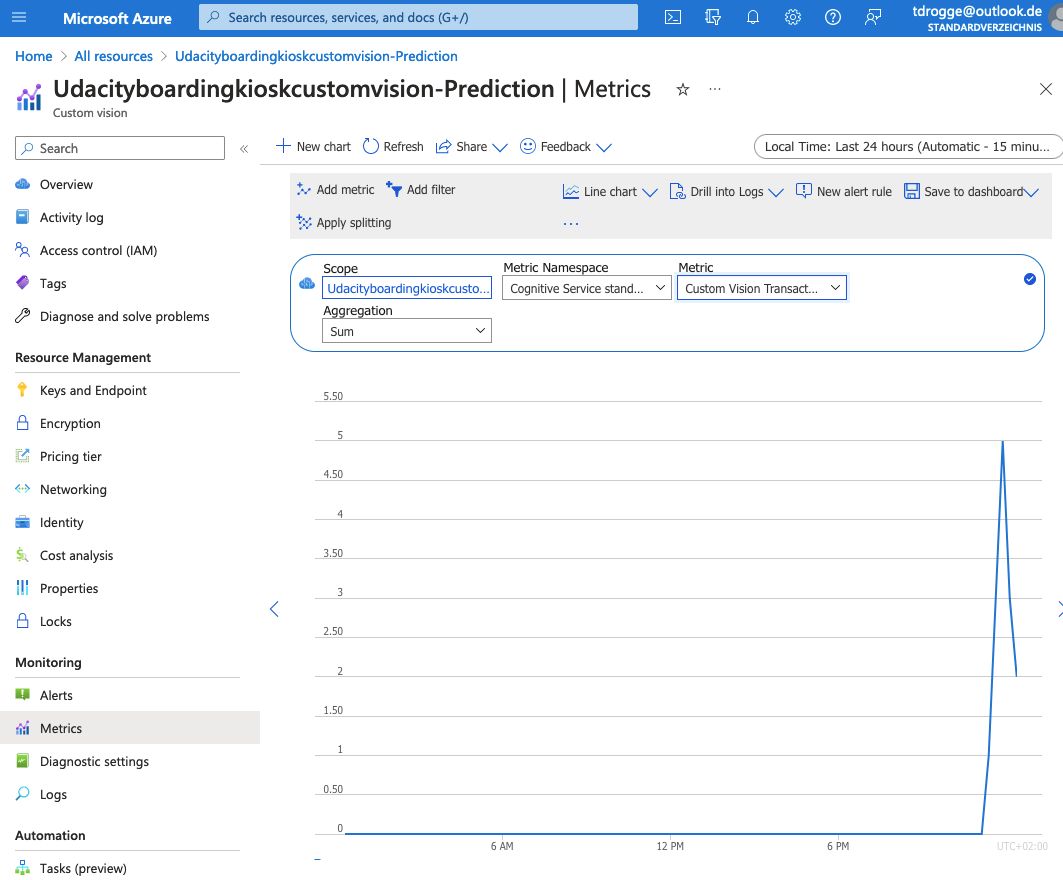 Microsoft Azure
Search resources, services, and docs (G+/)
tdrogge@outlook.de
STANDARDVERZEICHNIS
Home > All resources > Udacityboardingkioskcustomvision-Prediction
Udacityboardingkioskcustomvision-Prediction | Metrics
Custom vision
Search
New chart Refresh Share Feedback
Local Time: Last 24 hours (Automatic - 15 minu...
Overview
Activity log
Access control (IAM)
Tags
Diagnose and solve problems
Resource Management
Keys and Endpoint
Encryption
Pricing tier
Networking
Identity
Cost analysis
Properties
Locks
Monitoring
Alerts
Metrics
Diagnostic settings
Logs
Automation
Tasks (preview)
Add metric Add filter Line chart Drill into Logs New alert rule Save to dashboard
Apply splitting
Scope Metric Namespace Metric
Udacityboardingkioskcusto... Cognitive Service stand... Custom Vision Transact...
Aggregation
Sum
5.50
5
4.50
4
3.50
3
2.50
2
1.50
1
0.50
0
6 AM 12 PM 6 PM UTC+02:00